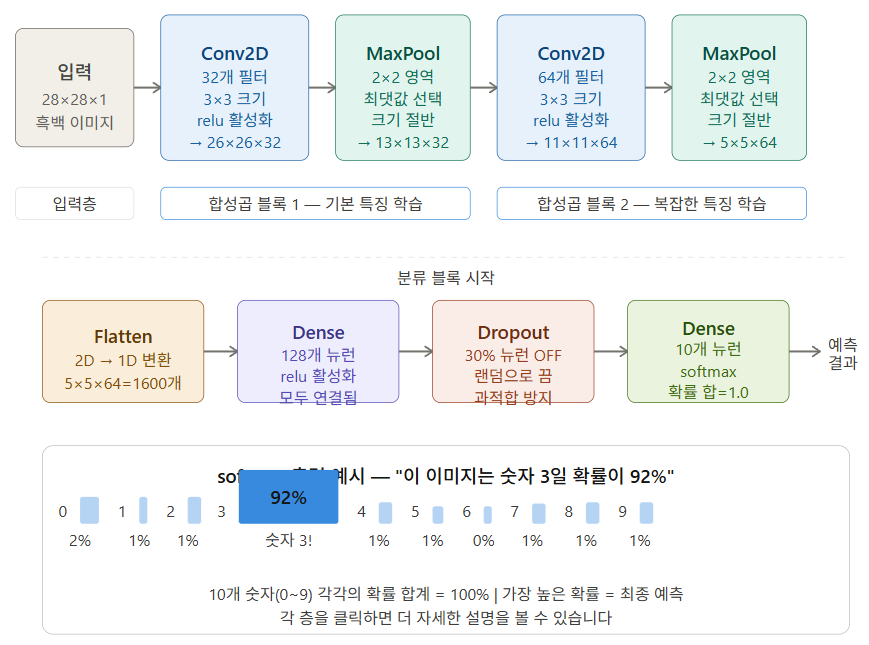 입력
28×28×1
흑백 이미지
Conv2D
32개 필터
3×3 크기
relu 활성화
→ 26×26×32
MaxPool
2×2 영역
최댓값 선택
크기 절반
→ 13×13×32
Conv2D
64개 필터
3×3 크기
relu 활성화
→ 11×11×64
MaxPool
2×2 영역
최댓값 선택
크기 절반
→ 5×5×64
입력층
합성곱 블록 1 — 기본 특징 학습
합성곱 블록 2 — 복잡한 특징 학습
분류 블록 시작
Flatten
2D → 1D 변환
5×5×64=1600개
Dense
128개 뉴런
relu 활성화
모두 연결됨
Dropout
30% 뉴런 OFF
랜덤으로 끔
과적합 방지
Dense
10개 뉴런
softmax
확률 합=1.0
예측
결과
예시 — "이 이미지는 숫자 3일 확률이 92%"
0 1 2 3 92% 4 5 6 7 8 9
2% 1% 1% 숫자 3! 1% 1% 0% 1% 1% 1%
10개 숫자(0~9) 각각의 확률 합계 = 100% | 가장 높은 확률 = 최종 예측
각 층을 클릭하면 더 자세한 설명을 볼 수 있습니다